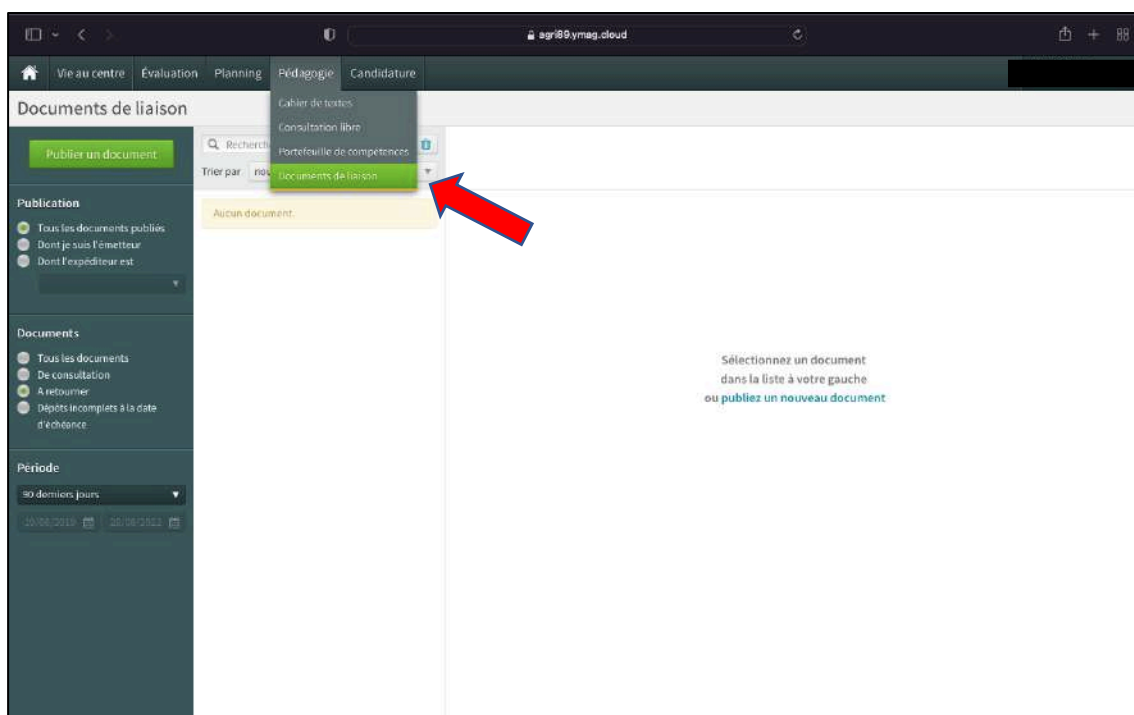 agri89.ymag.cloud
Vie au centre Évaluation Planning Pédagogie Candidature
Documents de liaison
Cahier de textes
Consultation libre
Portefeuille de compétences
Documents de liaison
Publier un document
Recherch
Trier par nou
Aucun document.
Publication
Tous les documents publiés
Dont je suis l'émetteur
Dont l'expéditeur est
Documents
Tous les documents
De consultation
A retourner
Dépôts incomplets à la date
d'échéance
Période
90 derniers jours
Sélectionnez un document
dans la liste à votre gauche
ou publiez un nouveau document